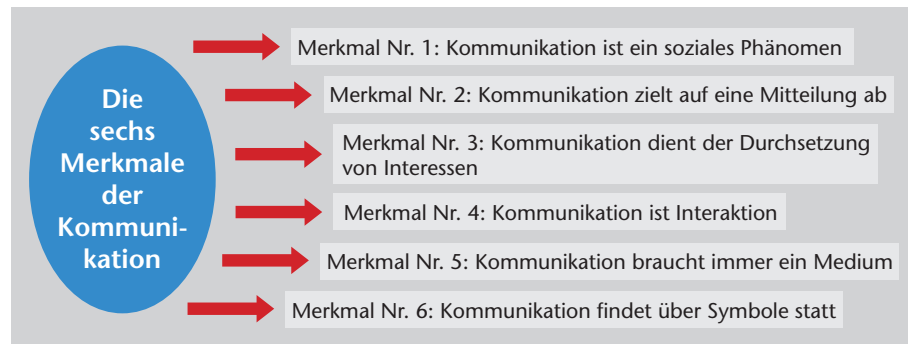 Die
sechs
Merkmale
der
Kommuni-
kation
Merkmal Nr. 1: Kommunikation ist ein soziales Phänomen
Merkmal Nr. 2: Kommunikation zielt auf eine Mitteilung ab
Merkmal Nr. 3: Kommunikation dient der Durchsetzung
von Interessen
Merkmal Nr. 4: Kommunikation ist Interaktion
Merkmal Nr. 5: Kommunikation braucht immer ein Medium
Merkmal Nr. 6: Kommunikation findet über Symbole statt